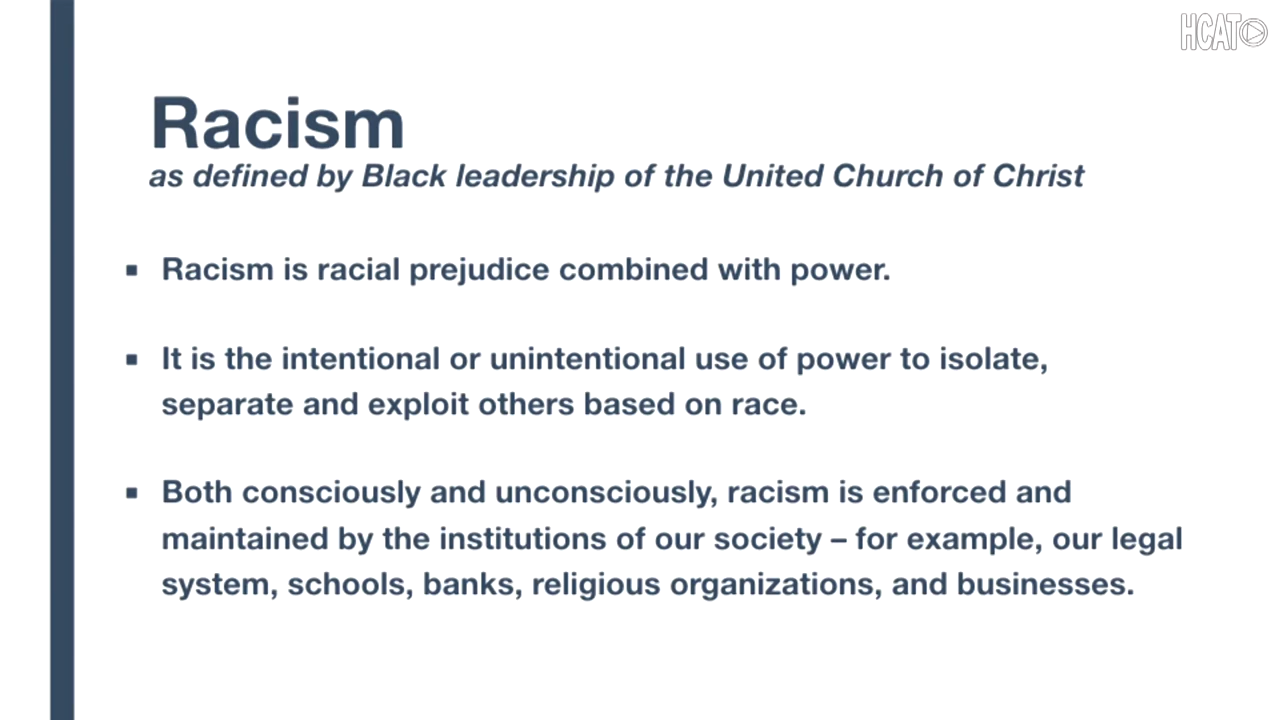 HCAT
Racism
as defined by Black leadership of the United Church of Christ
▪ Racism is racial prejudice combined with power.
▪ It is the intentional or unintentional use of power to isolate,
separate and exploit others based on race.
▪ Both consciously and unconsciously, racism is enforced and
maintained by the institutions of our society – for example, our legal
system, schools, banks, religious organizations, and businesses.